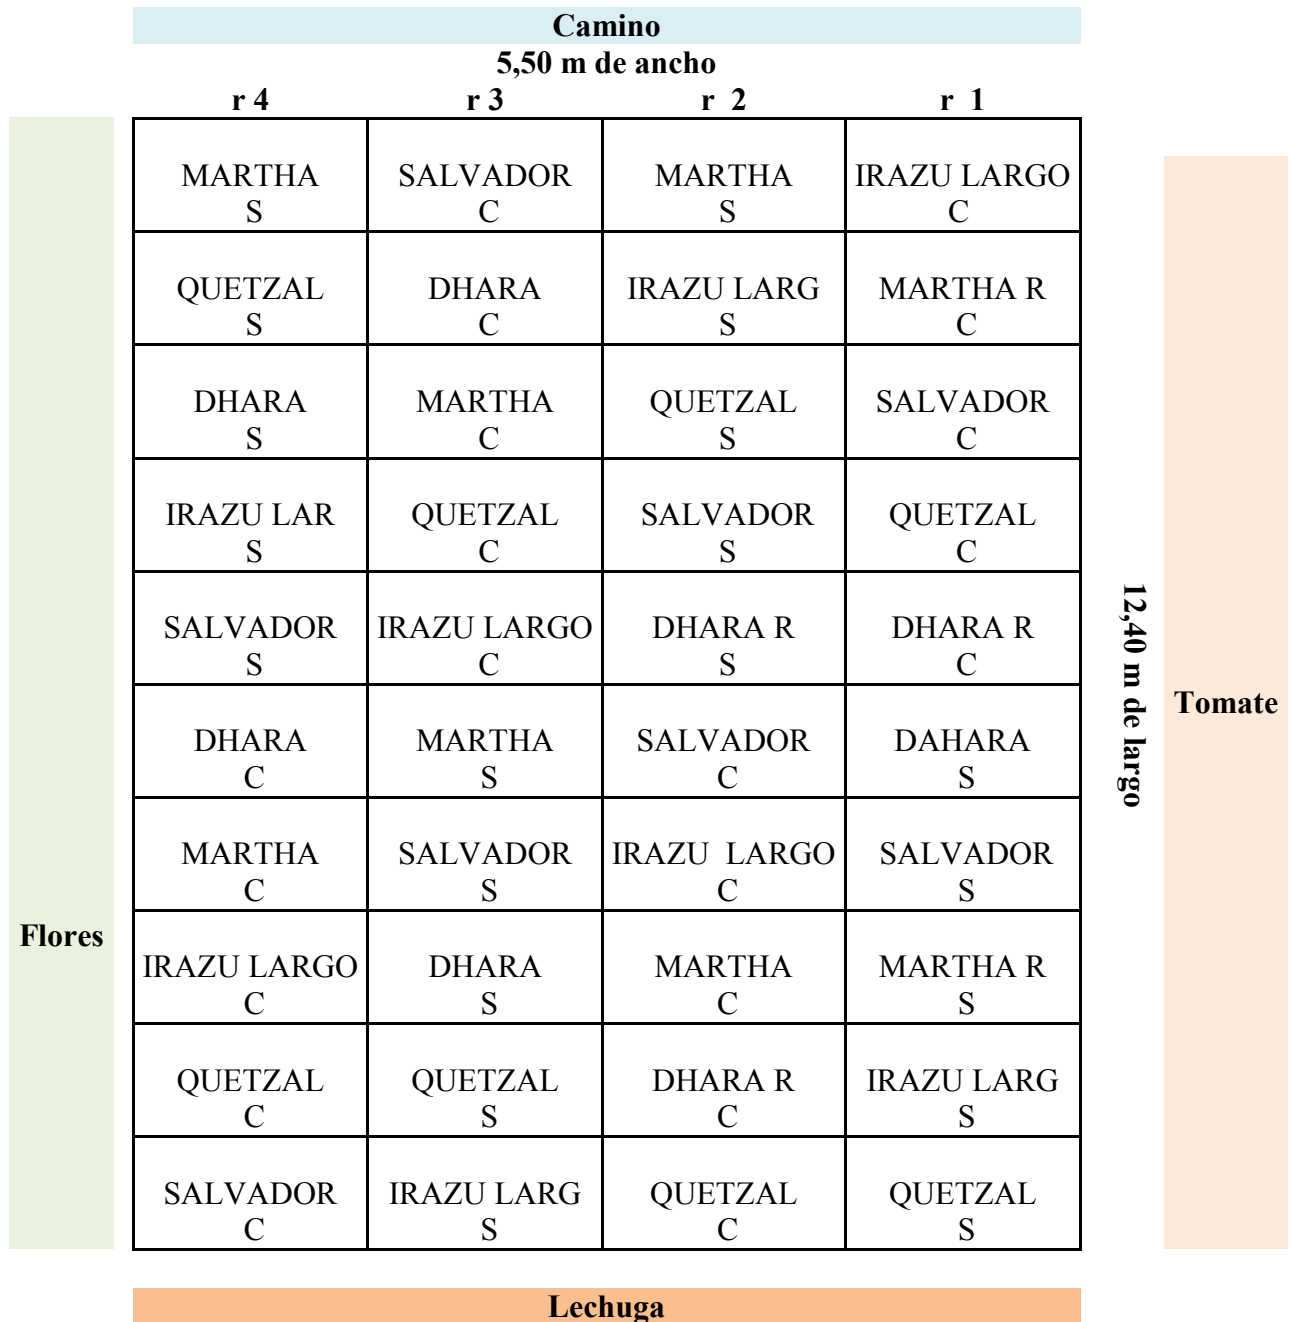 Camino
5,50 m de ancho
r 4 r 3 r 2 r 1
MARTHA SALVADOR MARTHA IRAZU LARGO
S C S C
QUETZAL DHARA IRAZU LARG MARTHA R
S C S C
DHARA MARTHA QUETZAL SALVADOR
S C S C
IRAZU LAR QUETZAL SALVADOR QUETZAL
S C S C
SALVADOR IRAZU LARGO DHARA R DHARA R
S C S C
DHARA MARTHA SALVADOR DAHARA
C S C S
MARTHA SALVADOR IRAZU LARGO SALVADOR
C S C S
IRAZU LARGO DHARA MARTHA MARTHA R
C S C S
QUETZAL QUETZAL DHARA R IRAZU LARG
C S C S
SALVADOR IRAZU LARG QUETZAL QUETZAL
C S C S
12,40 m de largo
Tomate
Flores
Lechuga